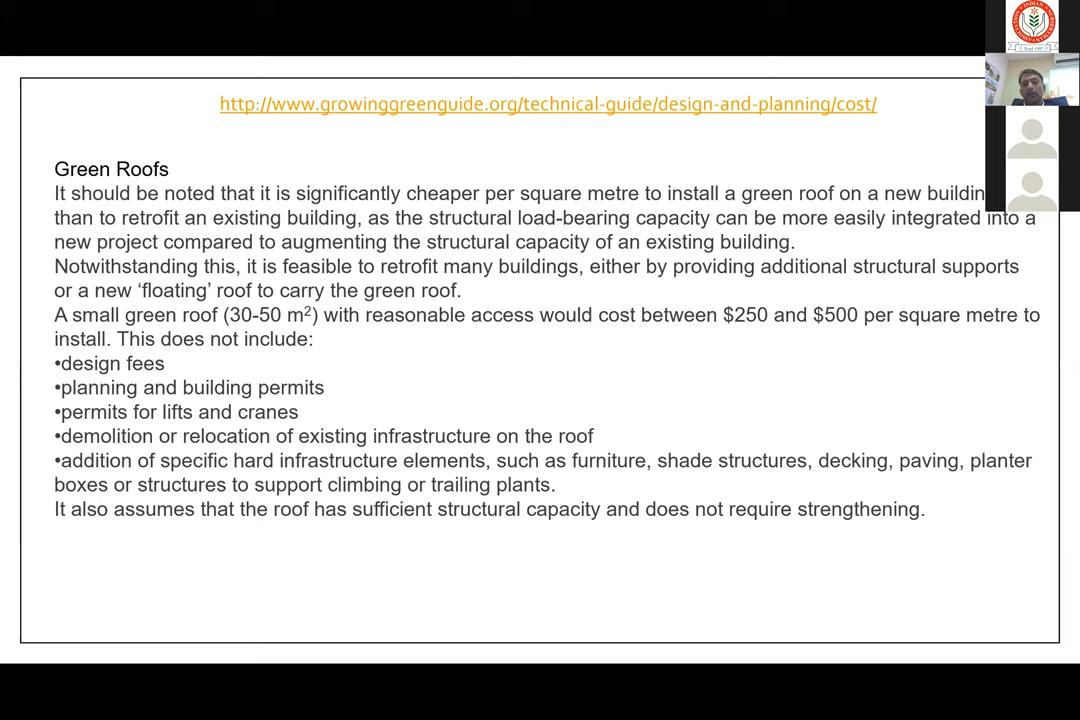 http://www.growinggreenguide.org/technical-guide/design-and-planning/cost/
Green Roofs
It should be noted that it is significantly cheaper per square metre to install a green roof on a new
than to retrofit an existing building, as the structural load-bearing capacity can be more easily integrated into a
new project compared to augmenting the structural capacity of an existing building.
Notwithstanding this, it is feasible to retrofit many buildings, either by providing additional structural supports
or a new ‘floating’ roof to carry the green roof.
A small green roof (30-50 m²) with reasonable access would cost between $250 and $500 per square metre to
install. This does not include:
•design fees
•planning and building permits
•permits for lifts and cranes
•demolition or relocation of existing infrastructure on the roof
•addition of specific hard infrastructure elements, such as furniture, shade structures, decking, paving, planter
boxes or structures to support climbing or trailing plants.
It also assumes that the roof has sufficient structural capacity and does not require strengthening.
INDIAN NURSERYMEN ASSOCIATION
Estd 1987